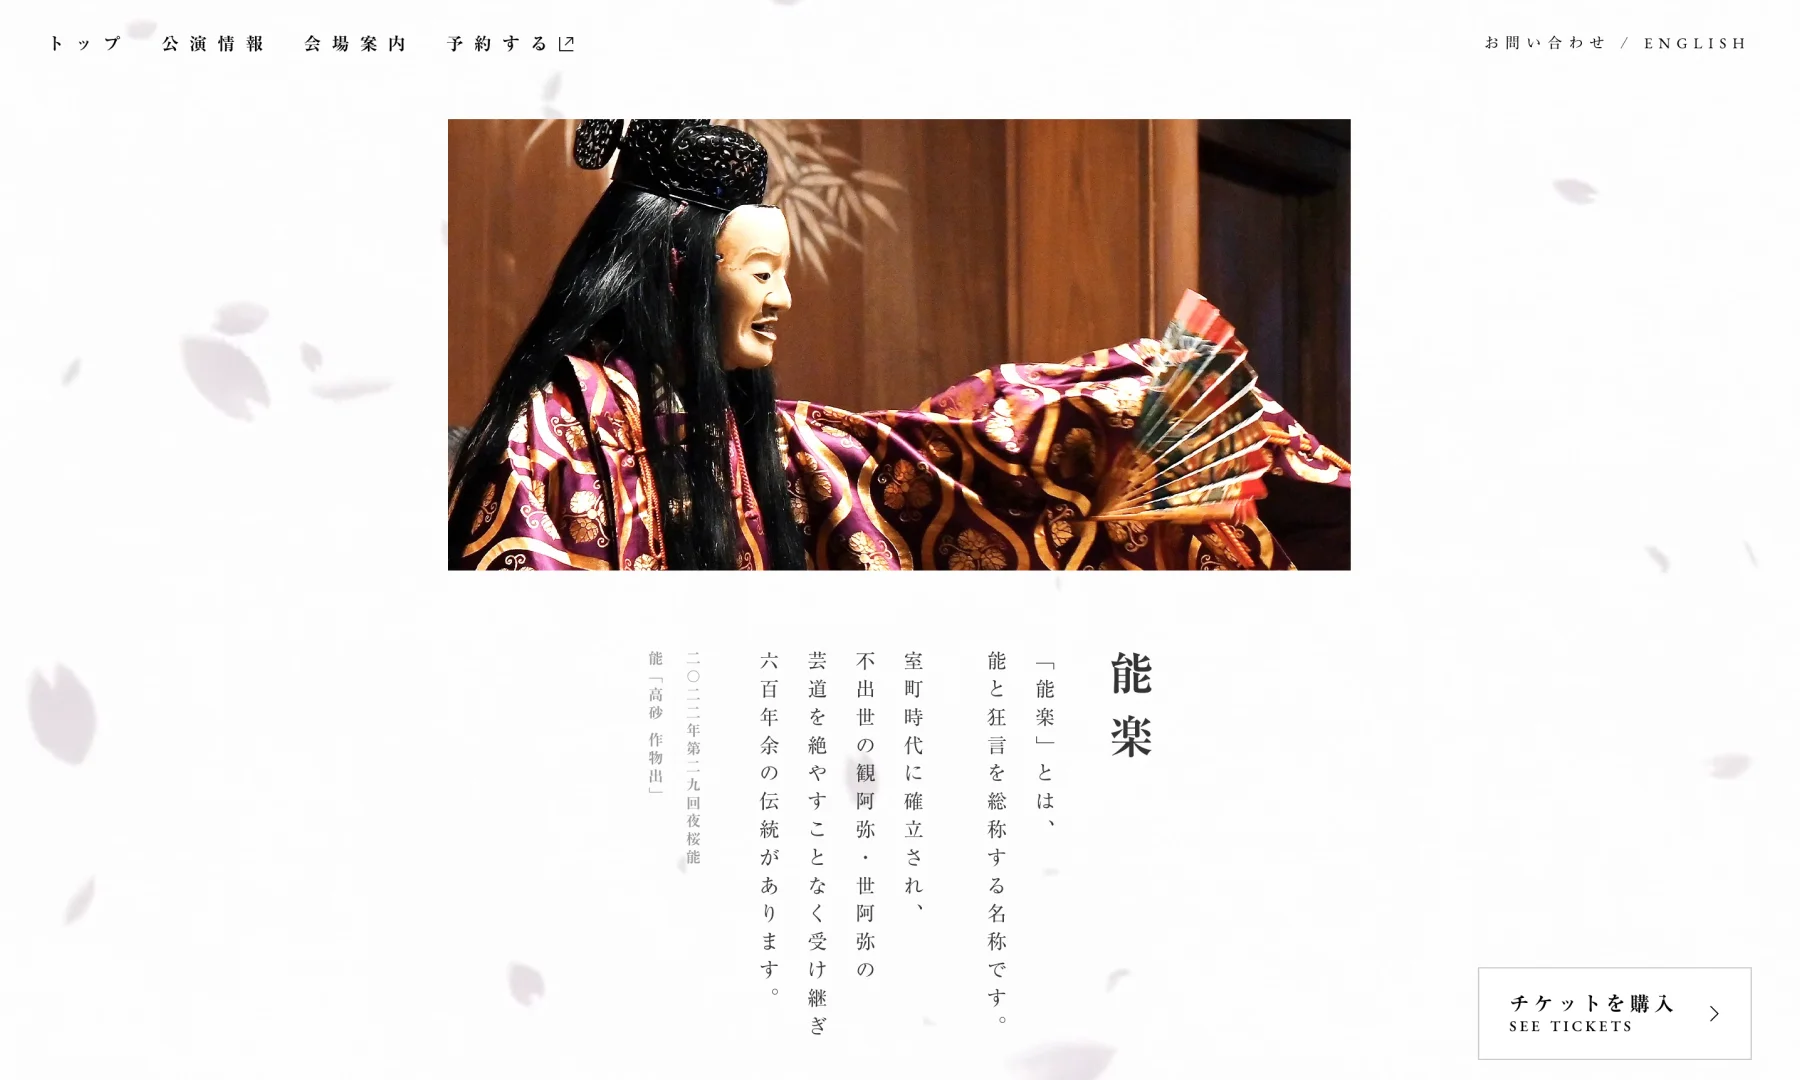 トップ
公演情報
会場案内
予約する
お問い合わせ / ENGLISH
能楽
「能楽」とは、
能と狂言を総称する名称です。
室町時代に確立され、
不出世の観阿弥・世阿弥の
芸道を絶やすことなく受け継ぎ
六百年余の伝統があります。
二〇二二年第二九回夜桜能
能「高砂 作物出」
チケットを購入
SEE TICKETS